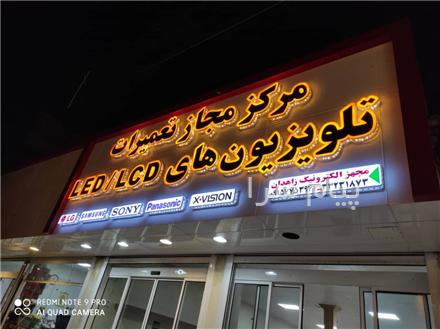 مرکز مجاز تعمیرات
تلویزیون های LED/LCD
LG SAMSUNG SONY Panasonic X.VISION
مجهز الکترونیک زاهدان
REDMI NOTE 9 PRO
AI QUAD CAMERA